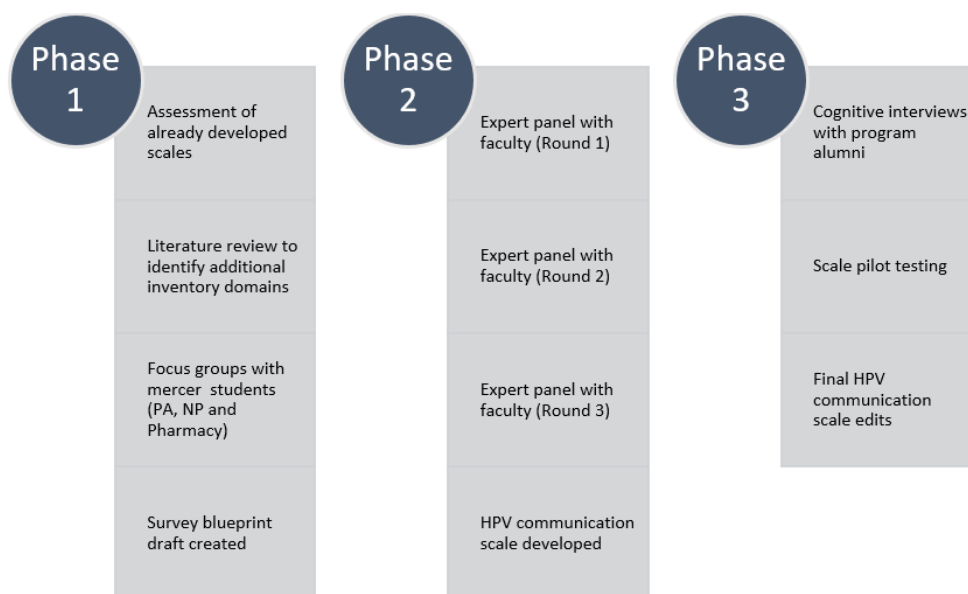 Phase
1
Assessment of
already developed
scales
Literature review to
identify additional
inventory domains
Focus groups with
mercer  students
(PA, NP and
Pharmacy)
Survey blueprint
draft created
Phase
2
Expert panel with
faculty (Round 1)
Expert panel with
faculty (Round 2)
Expert panel with
faculty (Round 3)
HPV communication
scale developed
Phase
3
Cognitive interviews
with program
alumni
Scale pilot testing
Final HPV
communication
scale edits